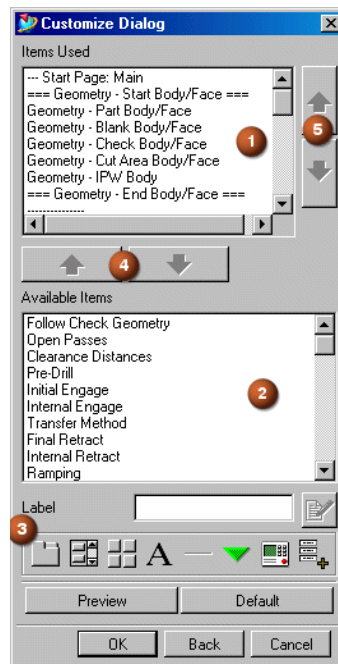 Customize Dialog
Items Used
--- Start Page: Main
=== Geometry - Start Body/Face ===
Geometry - Part Body/Face
Geometry - Blank Body/Face
Geometry - Check Body/Face
Geometry - Cut Area Body/Face
Geometry - IPW Body
=== Geometry - End Body/Face ===
---------------
1
5
4
Available Items
Follow Check Geometry
Open Passes
Clearance Distances
Pre-Drill
Initial Engage
Internal Engage
Transfer Method
Final Retract
Internal Retract
Ramping
2
Label
3
A
Preview
Default
OK
Back
Cancel